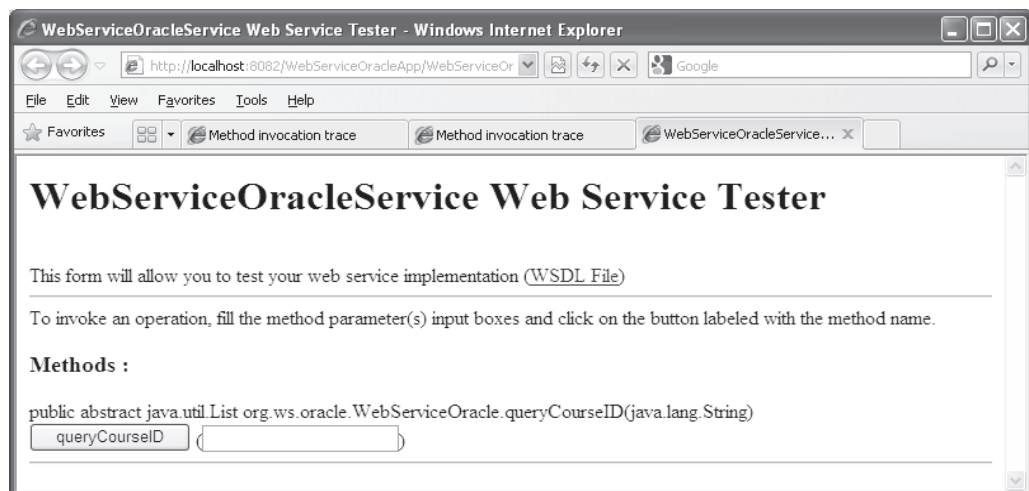 WebServiceOracleService Web Service Tester - Windows Internet Explorer
http://localhost:8082/WebServiceOracleApp/WebServiceOr
Google
File Edit View Favorites Tools Help
Favorites
Method invocation trace
Method invocation trace
WebServiceOracleService...
WebServiceOracleService Web Service Tester
This form will allow you to test your web service implementation (WSDL File)
To invoke an operation, fill the method parameter(s) input boxes and click on the button labeled with the method name.
Methods :
public abstract java.util.List org.ws.oracle.WebServiceOracle.queryCourseID(java.lang.String)
queryCourseID ( )